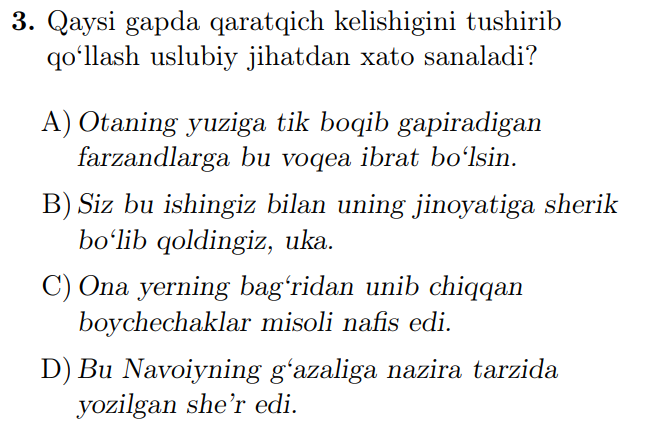 3. Qaysi gapda qaratqich kelishigini tushirib
qo‘llash uslubiy jihatdan xato sanaladi?
A) Otaning yuziga tik boqib gapiradigan
farzandlarga bu voqea ibrat bo‘lsin.
B) Siz bu ishingiz bilan uning jinoyatiga sherik
bo‘lib qoldingiz, uka.
C) Ona yerning bag‘ridan unib chiqqan
boychechaklar misoli nafis edi.
D) Bu Navoiyning g‘azaliga nazira tarzida
yozilgan she’r edi.